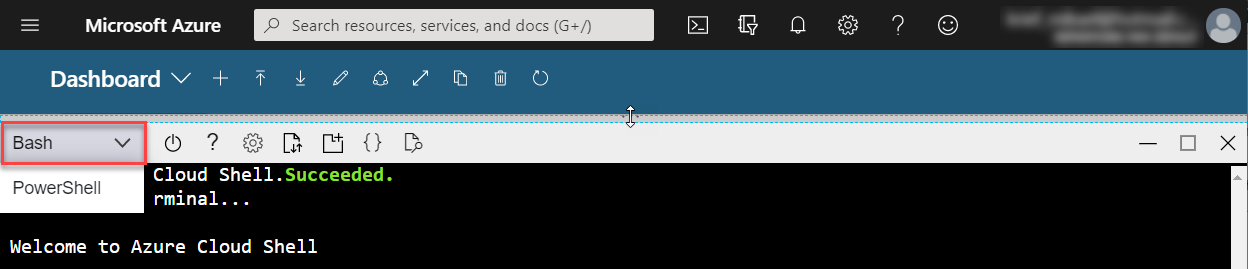 Microsoft Azure
Search resources, services, and docs (G+/)
Dashboard
Bash
PowerShell
Cloud Shell.Succeeded.
rminal...
Welcome to Azure Cloud Shell